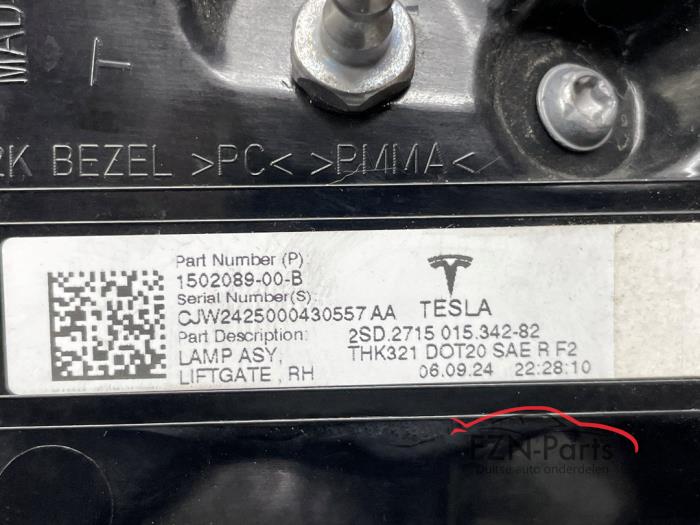 MAD
T
2K BEZEL >PC< >PMMA<
Part Number (P):
1502089-00-B
Serial Number(S):
CJW2425000430557 AA
Part Description:
LAMP ASY,
LIFTGATE , RH
TESLA
2SD.2715 015.342-82
THK321 DOT20 SAE R F2
06.09.24 22:28:10
EZN-Parts
Duitse auto onderdelen